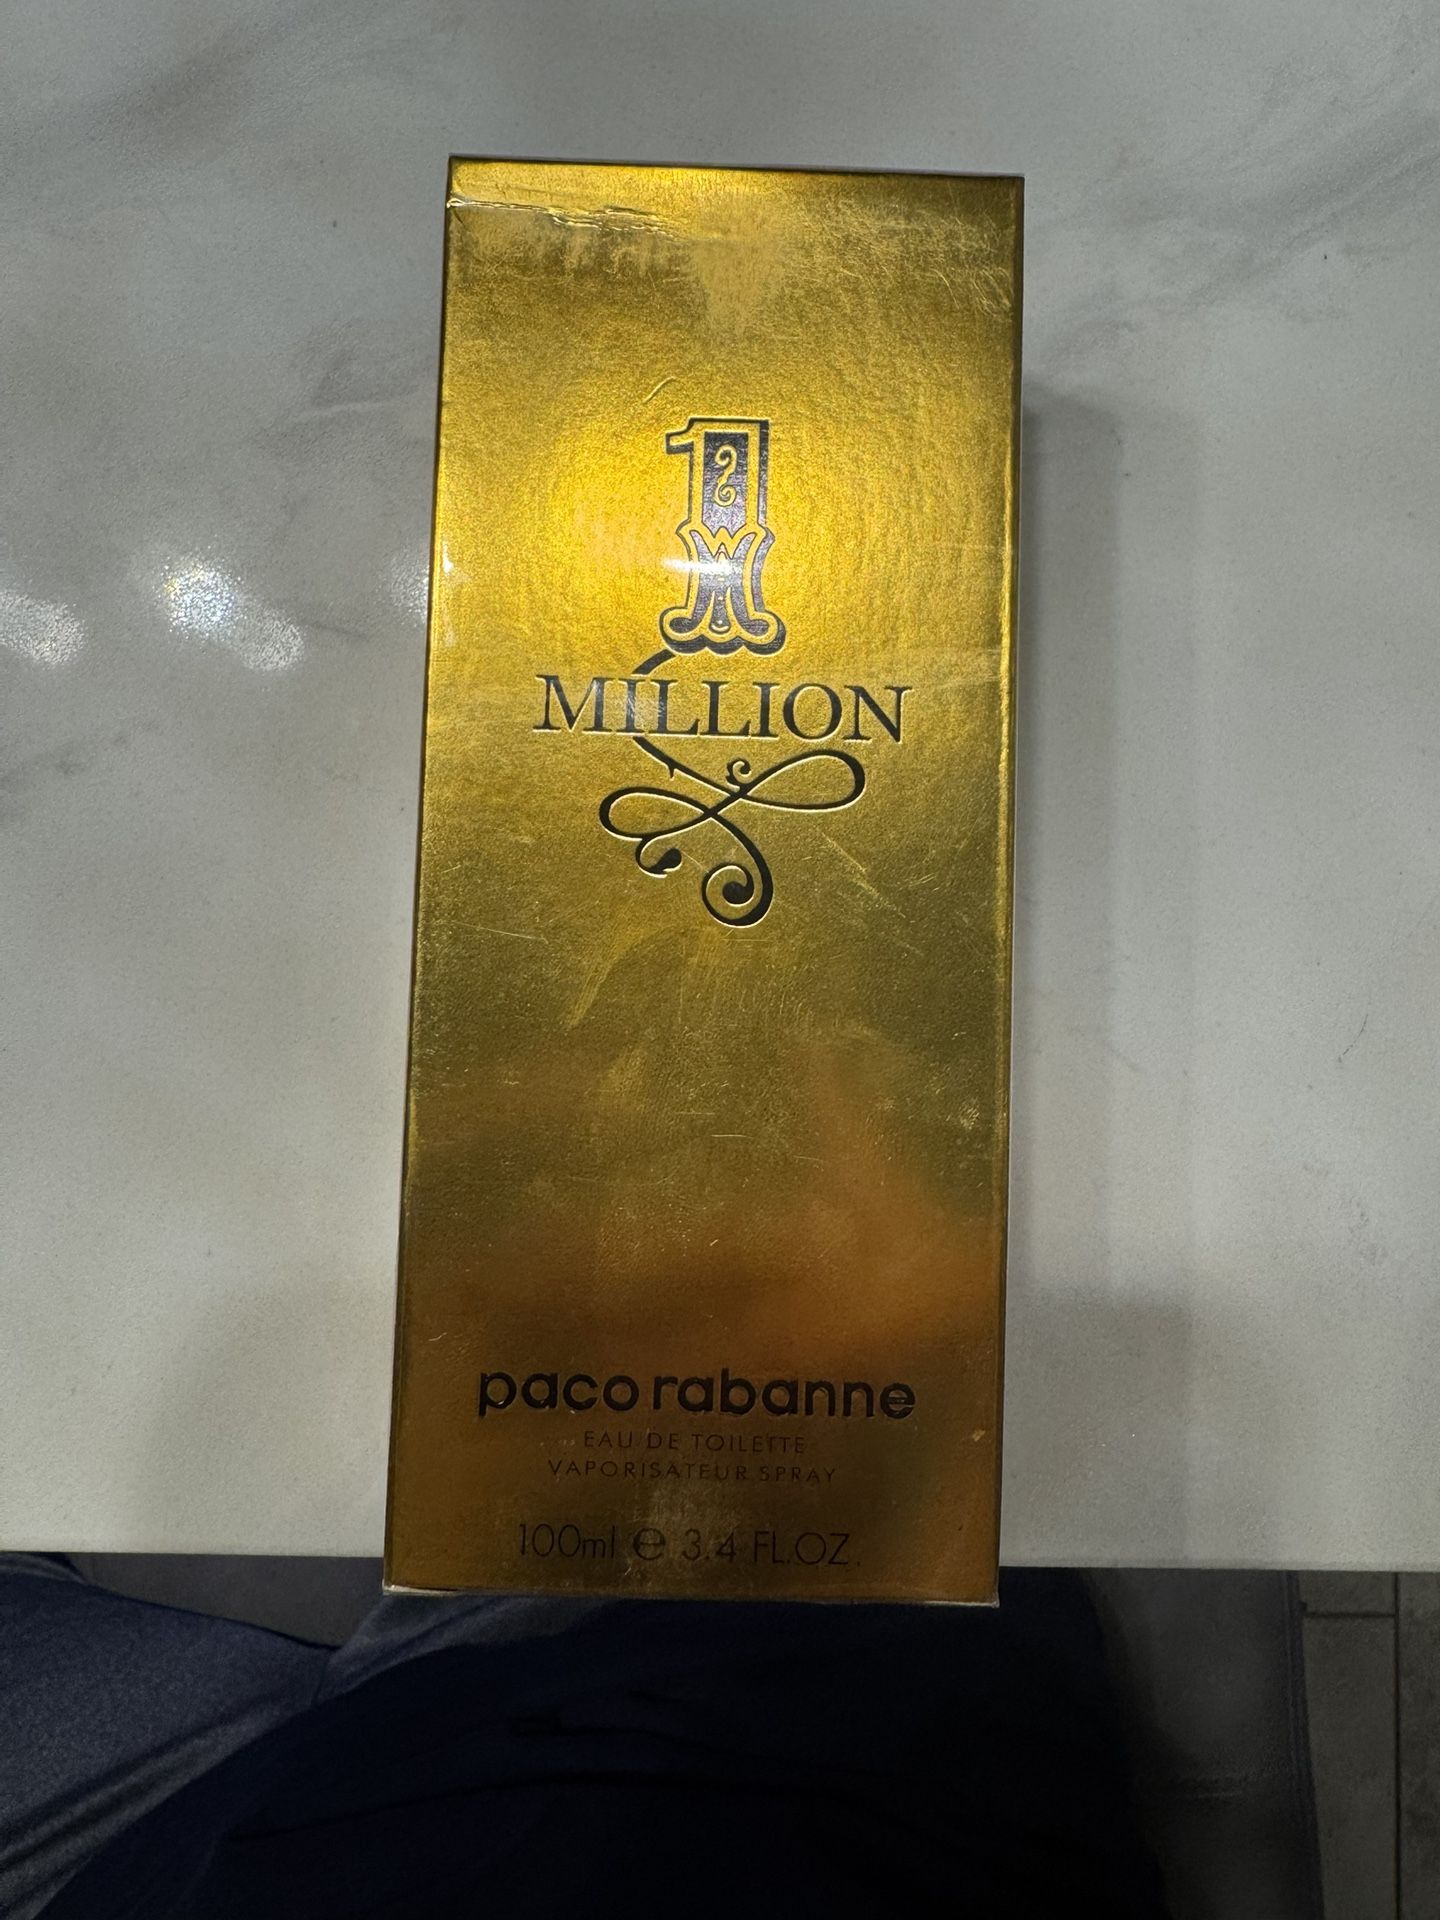 1
MILLION
paco rabanne
EAU DE TOILETTE
VAPORISATEUR SPRAY
100ml ℮ 3.4 FL.OZ.